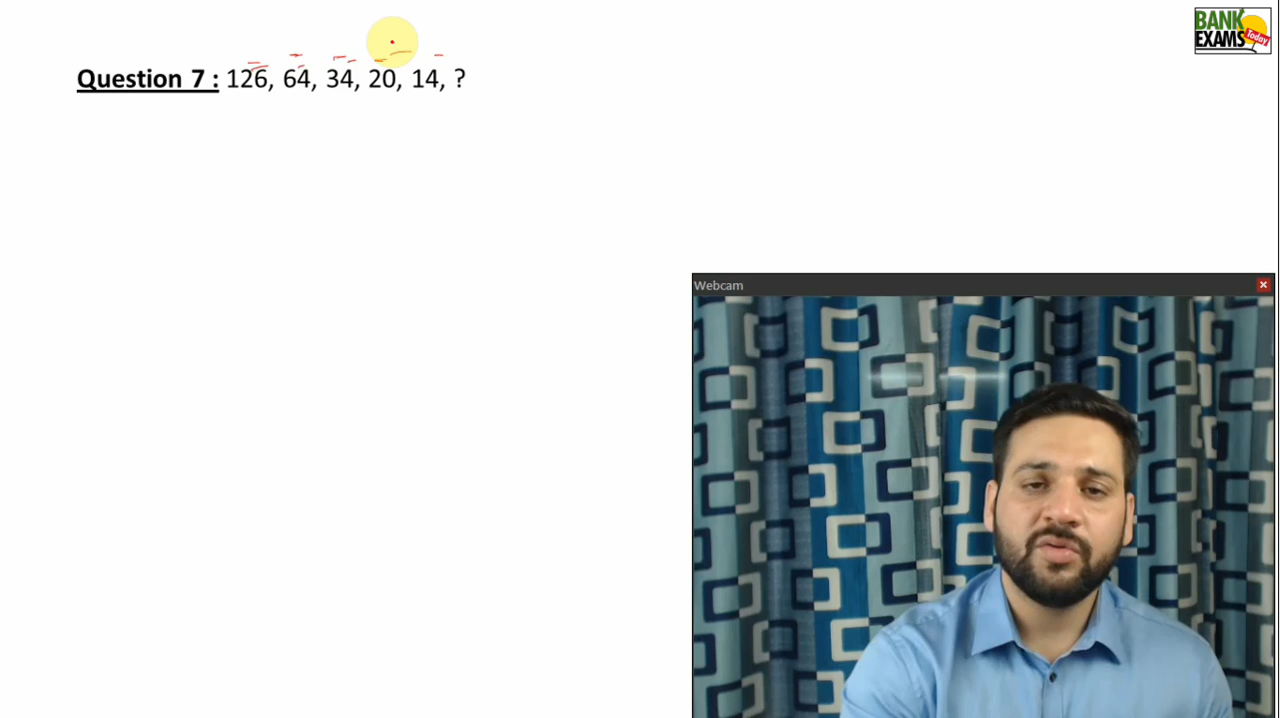 BANK
EXAMS Today
Question 7 : 126, 64, 34, 20, 14, ?
Webcam